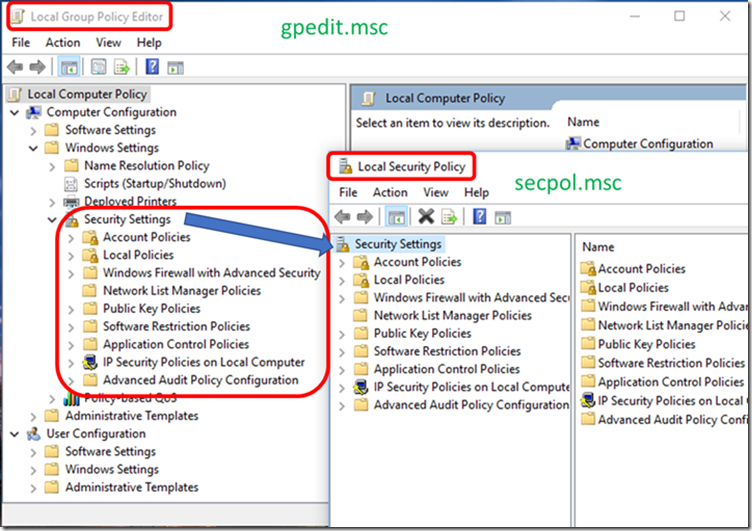 Local Group Policy Editor
gpedit.msc
File Action View Help
Local Computer Policy
Computer Configuration
Software Settings
Windows Settings
Name Resolution Policy
Scripts (Startup/Shutdown)
Deployed Printers
Security Settings
Account Policies
Local Policies
Windows Firewall with Advanced Security
Network List Manager Policies
Public Key Policies
Software Restriction Policies
Application Control Policies
IP Security Policies on Local Computer
Advanced Audit Policy Configuration
Policy-based QoS
Administrative Templates
User Configuration
Software Settings
Windows Settings
Administrative Templates
Local Computer Policy
Select an item to view its description.
Name
Computer Configuration
Local Security Policy
secpol.msc
File Action View Help
Security Settings
Account Policies
Local Policies
Windows Firewall with Advanced Secu
Network List Manager Policies
Public Key Policies
Software Restriction Policies
Application Control Policies
IP Security Policies on Local Compute
Advanced Audit Policy Configuration
Name
Account Policies
Local Policies
Windows Firewall with Adva
Network List Manager Polici
Public Key Policies
Software Restriction Policies
Application Control Policies
IP Security Policies on Local
Advanced Audit Policy Conf